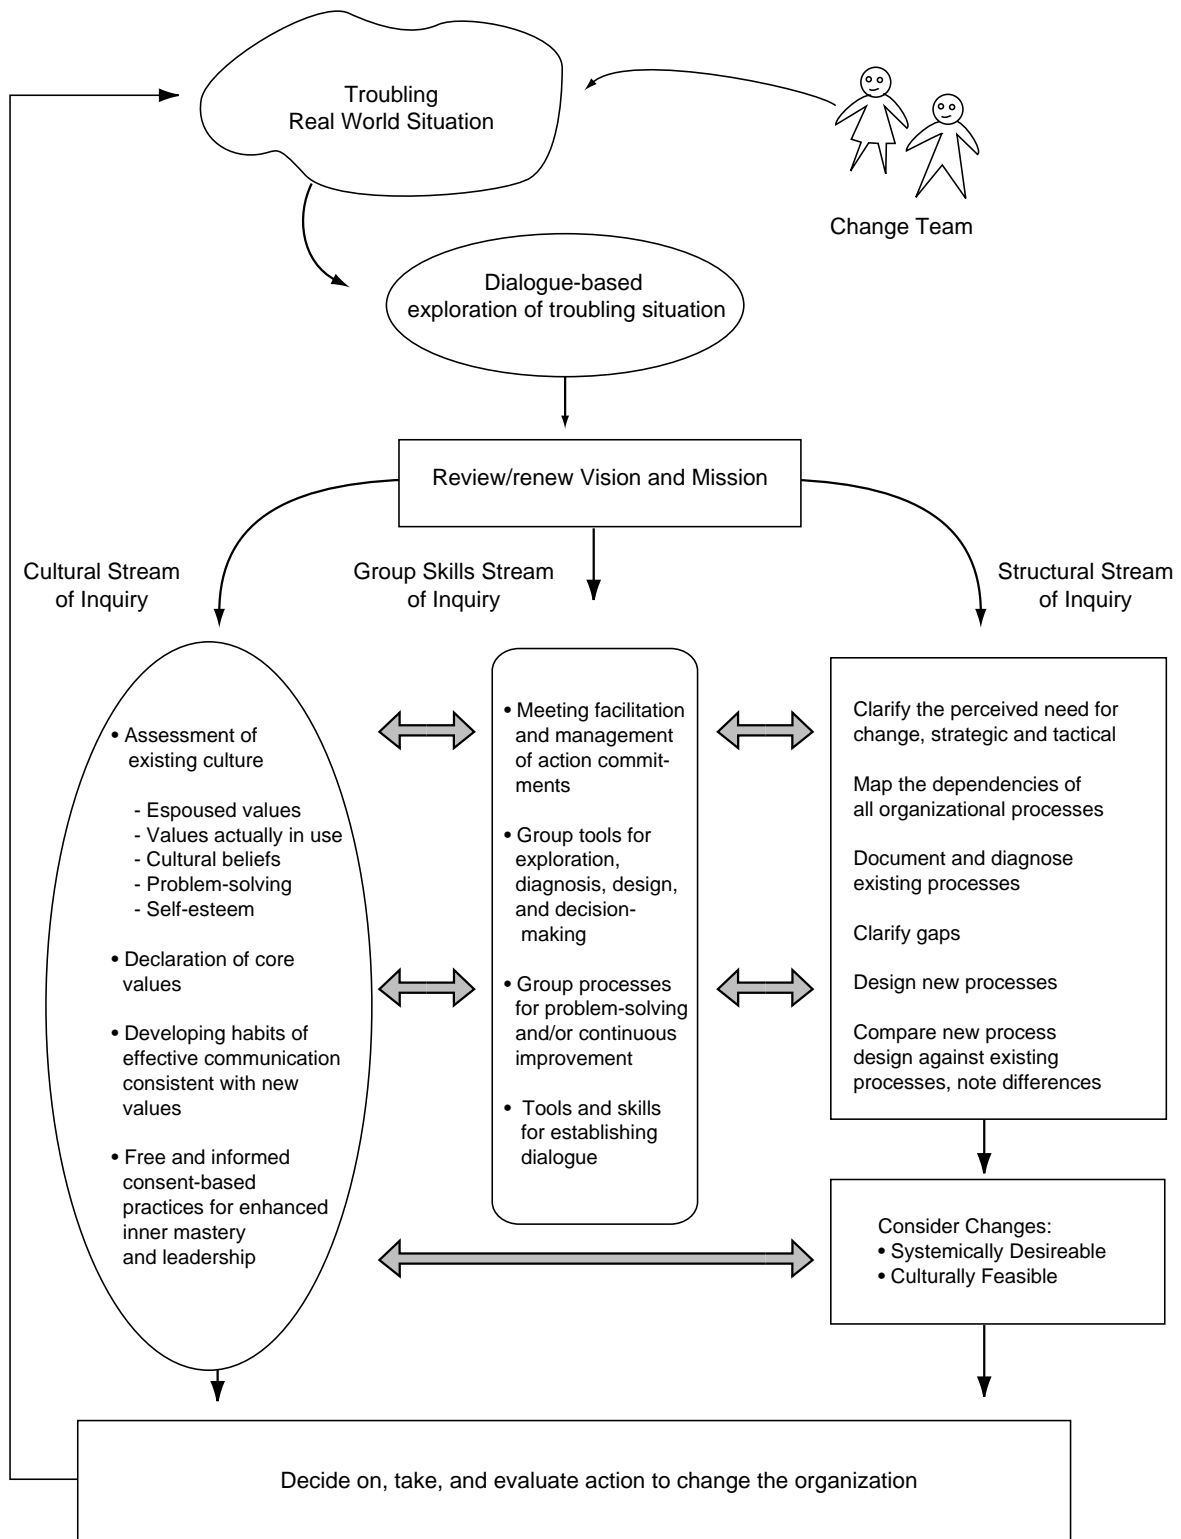 Troubling
Real World Situation
Change Team
Dialogue-based
exploration of troubling situation
Review/renew Vision and Mission
Cultural Stream
of Inquiry
Group Skills Stream
of Inquiry
Structural Stream
of Inquiry
• Assessment of
existing culture
- Espoused values
- Values actually in use
- Cultural beliefs
- Problem-solving
- Self-esteem
• Declaration of core
values
• Developing habits of
effective communication
consistent with new
values
• Free and informed
consent-based
practices for enhanced
inner mastery
and leadership
• Meeting facilitation
and management
of action commit-
ments
• Group tools for
exploration,
diagnosis, design,
and decision-
making
• Group processes
for problem-solving
and/or continuous
improvement
• Tools and skills
for establishing
dialogue
Clarify the perceived need for
change, strategic and tactical
Map the dependencies of
all organizational processes
Document and diagnose
existing processes
Clarify gaps
Design new processes
Compare new process
design against existing
processes, note differences
Consider Changes:
• Systemically Desireable
• Culturally Feasible
Decide on, take, and evaluate action to change the organization